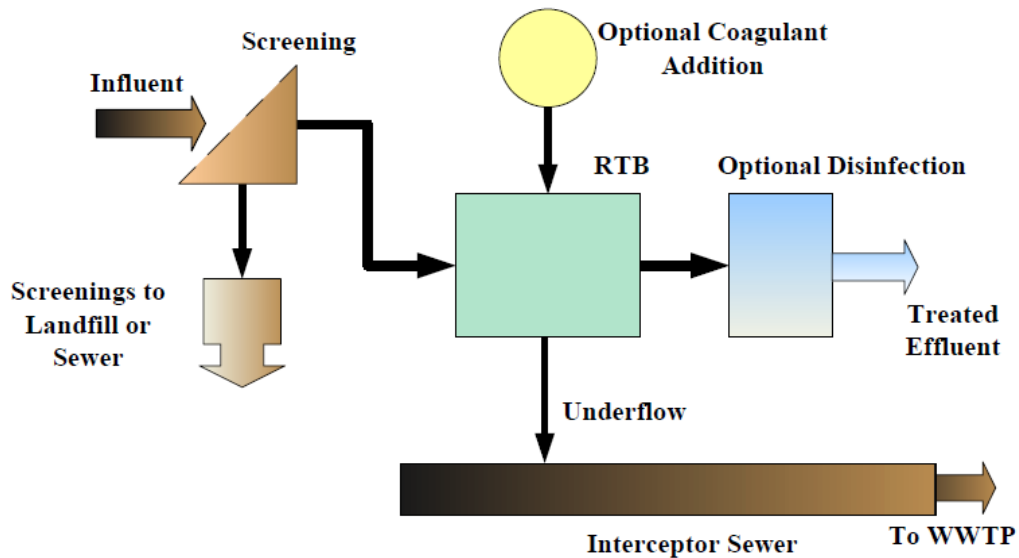 Screening
Influent
Optional Coagulant
Addition
RTB
Optional Disinfection
Screenings to
Landfill or
Sewer
Treated
Effluent
Underflow
Interceptor Sewer
To WWTP